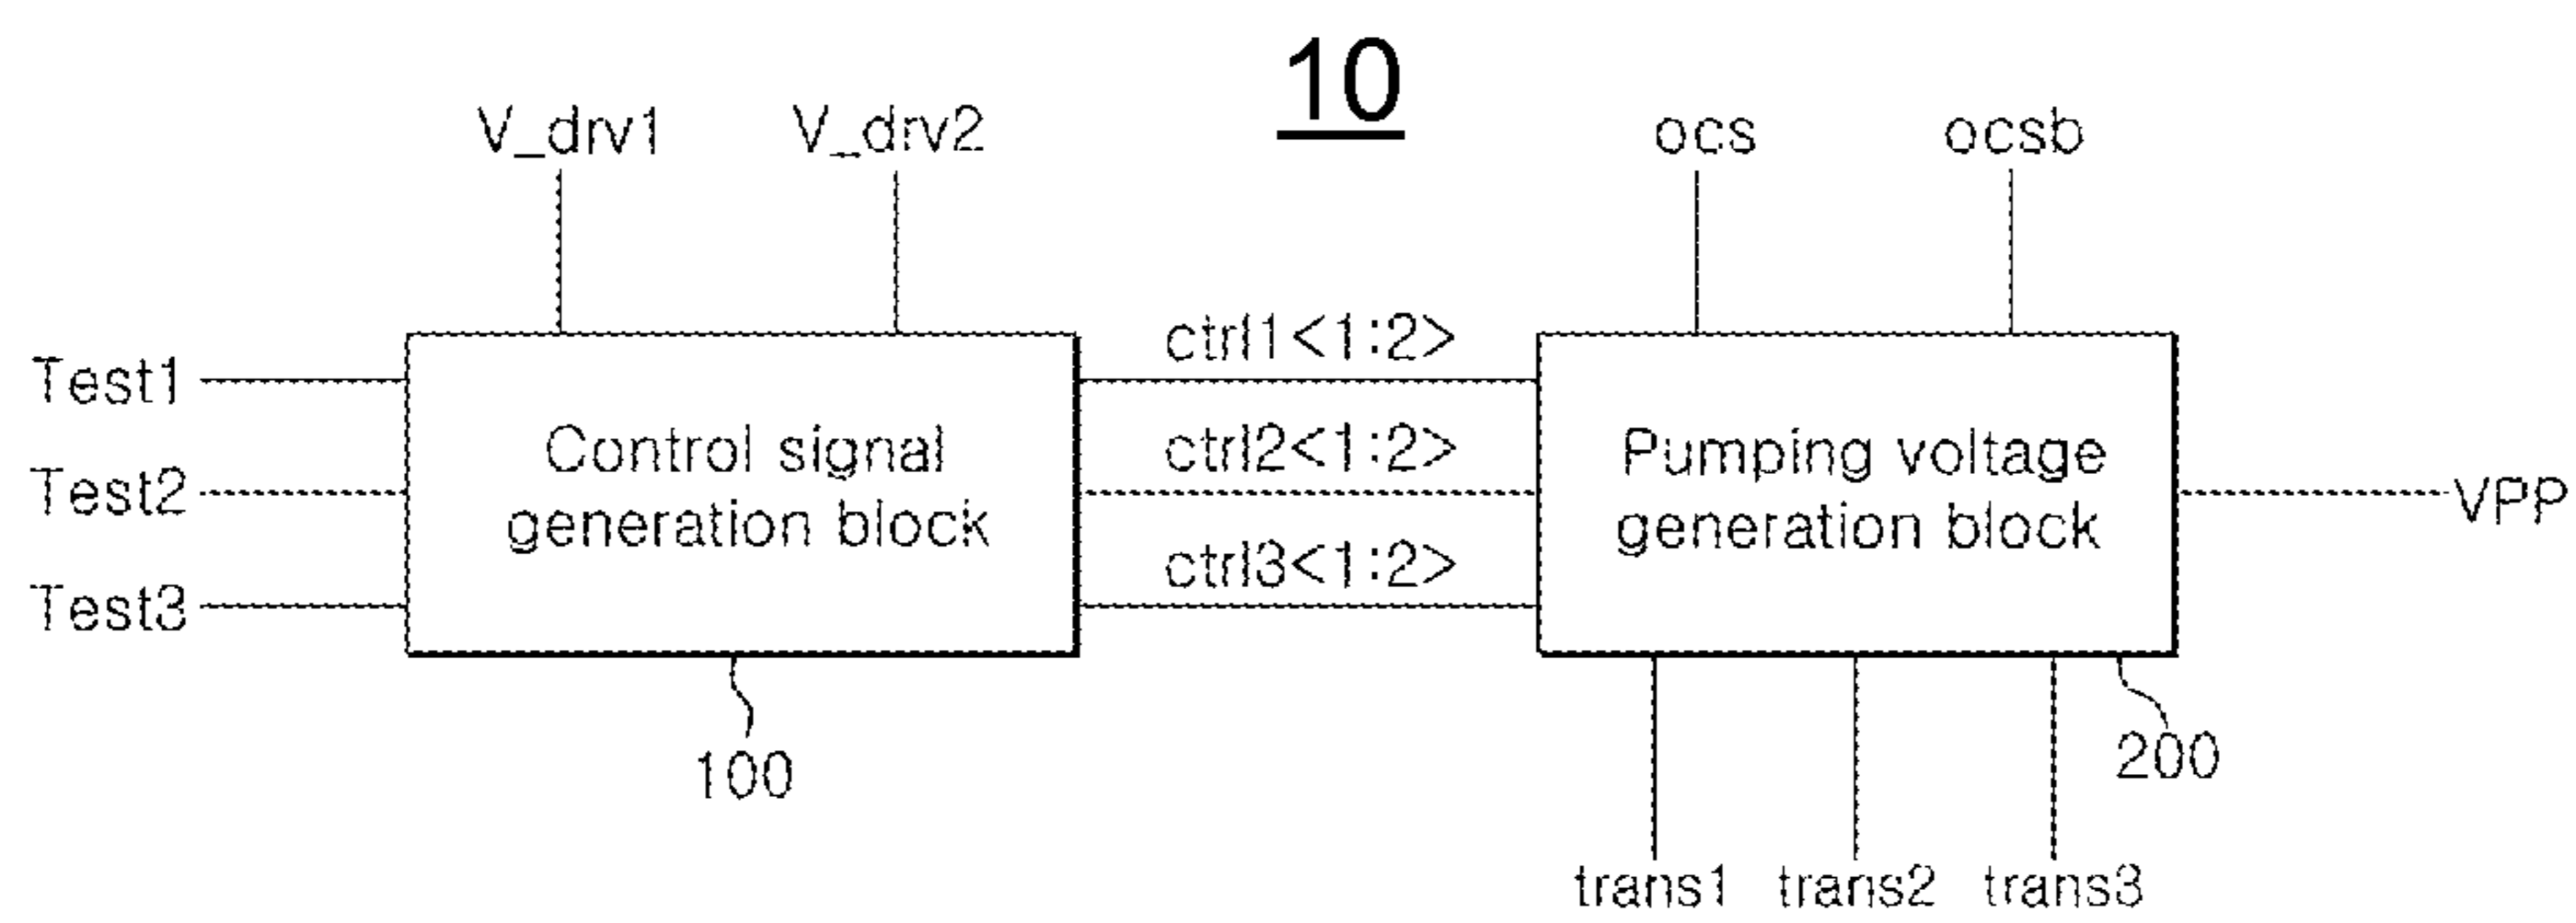 10
V_drv1 V_drv2 ocs ocsb
Test1
Test2
Test3
Control signal
generation block
ctrl1<1:2>
ctrl2<1:2>
ctrl3<1:2>
Pumping voltage
generation block
VPP
100
200
trans1 trans2 trans3